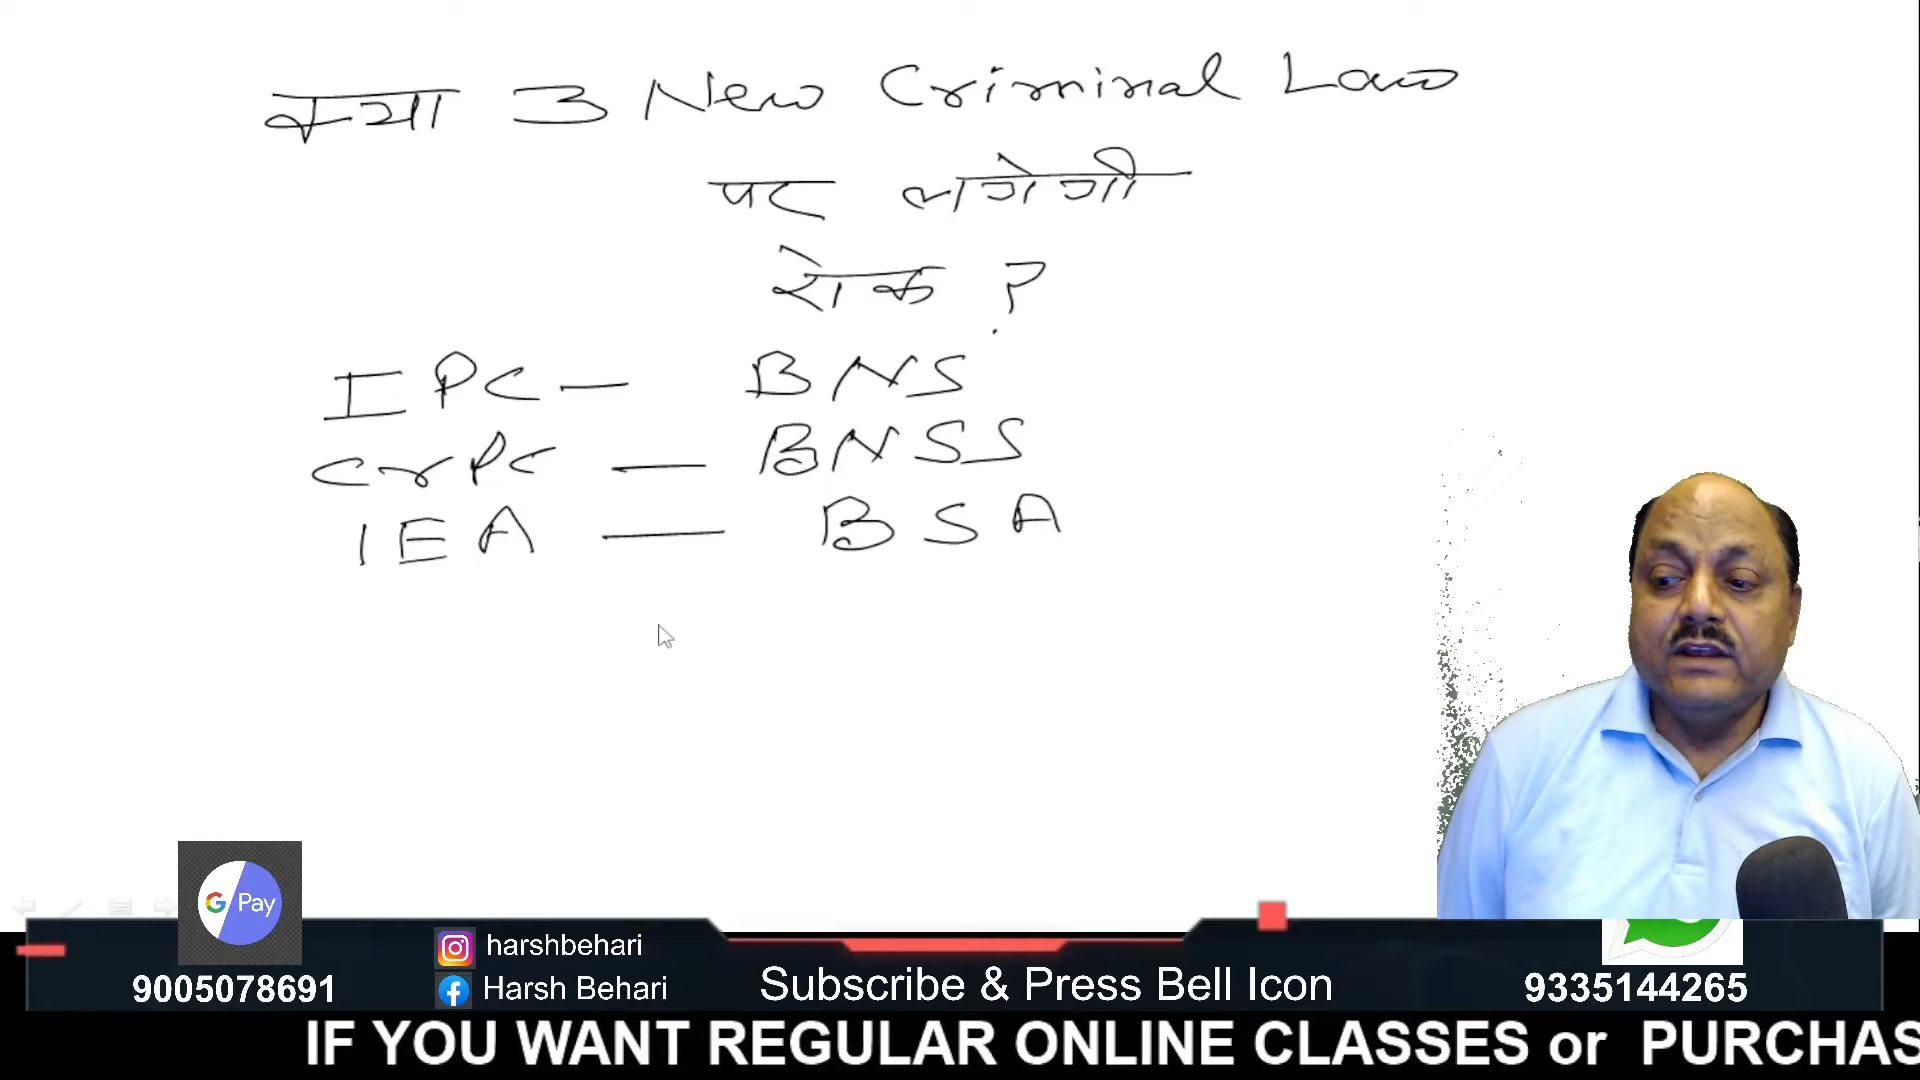 क्या 3 New Criminal Law
पर लगेगी
रोक ?
IPC — BNS
CrPC — BNSS
IEA — BSA
G Pay
9005078691
harshbehari
Harsh Behari
Subscribe & Press Bell Icon
9335144265
IF YOU WANT REGULAR ONLINE CLASSES or PURCHAS